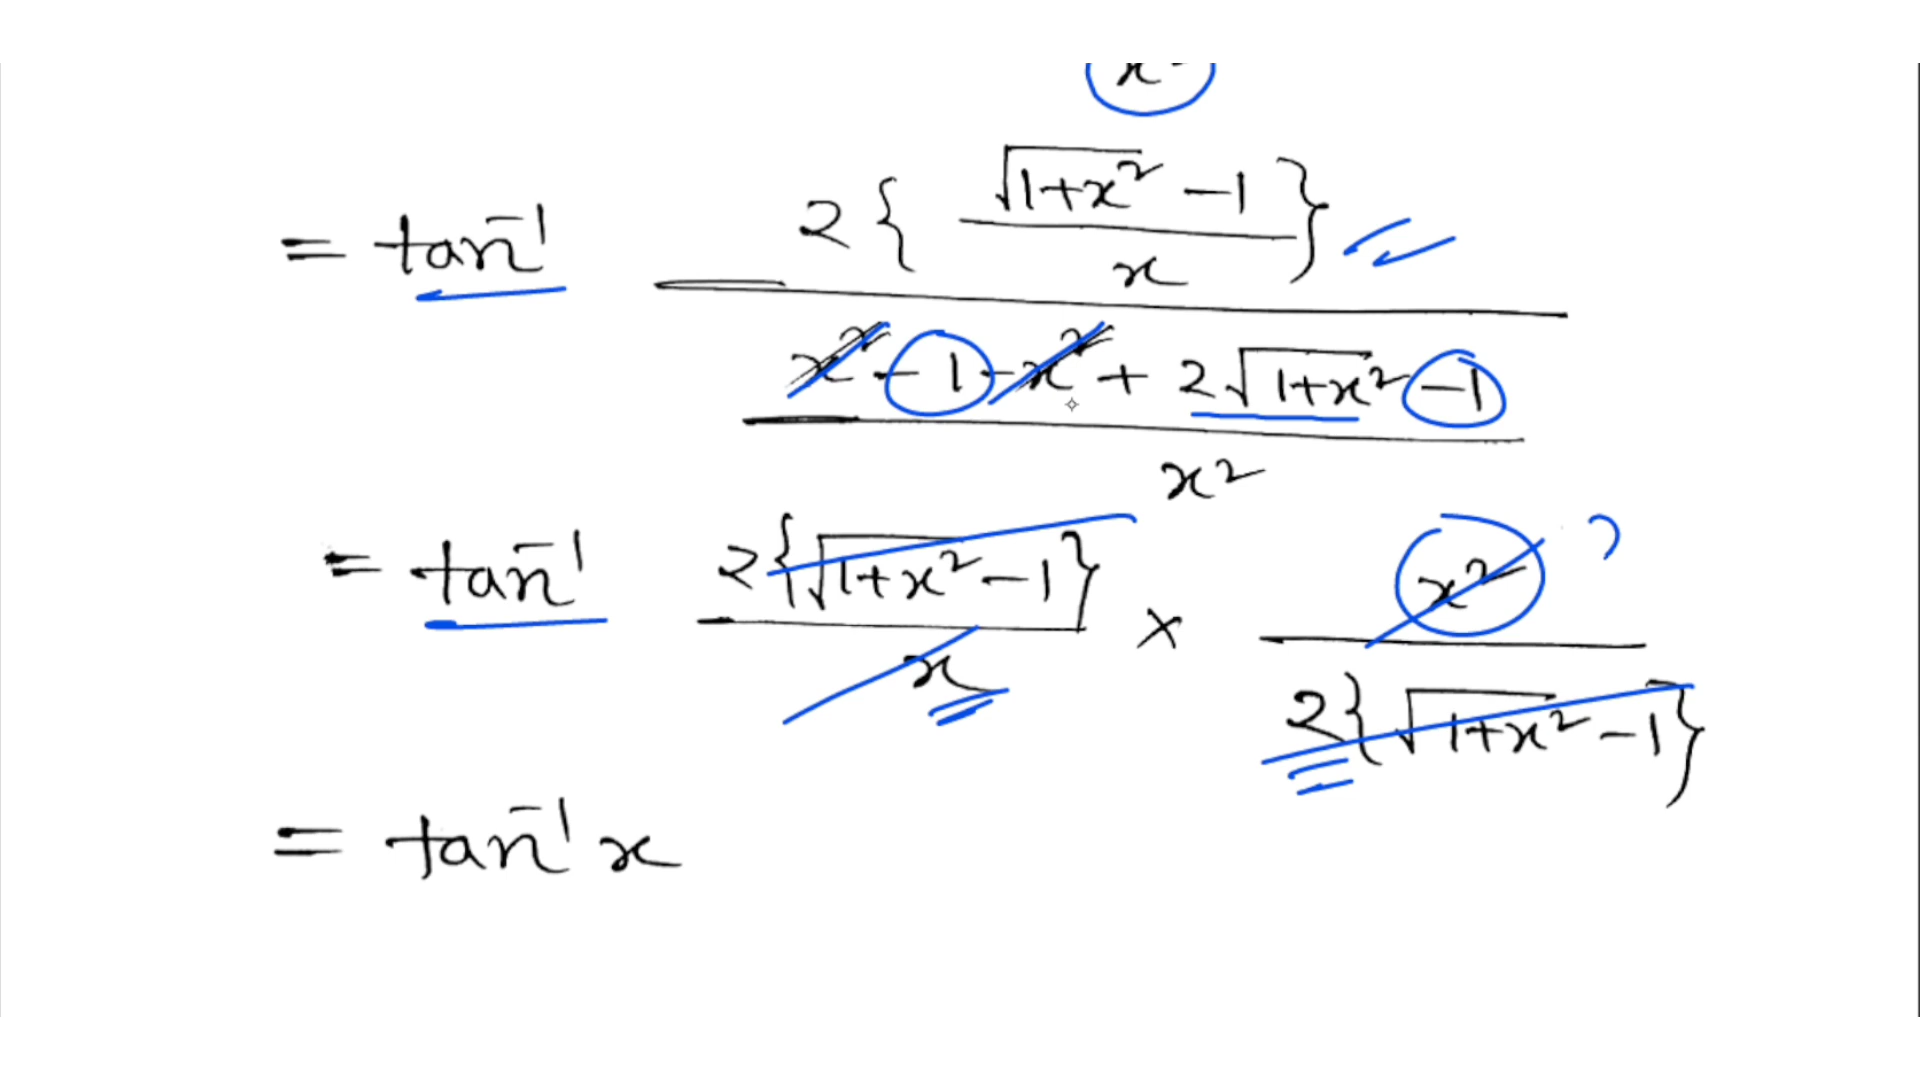 x²
= tan⁻¹ 2{ (√(1+x²) −1) / x }
x² −1 −x² + 2√(1+x²) −1
x²
= tan⁻¹ 2{√(1+x²) −1} / x × x² / 2{√(1+x²) −1}
= tan⁻¹ x